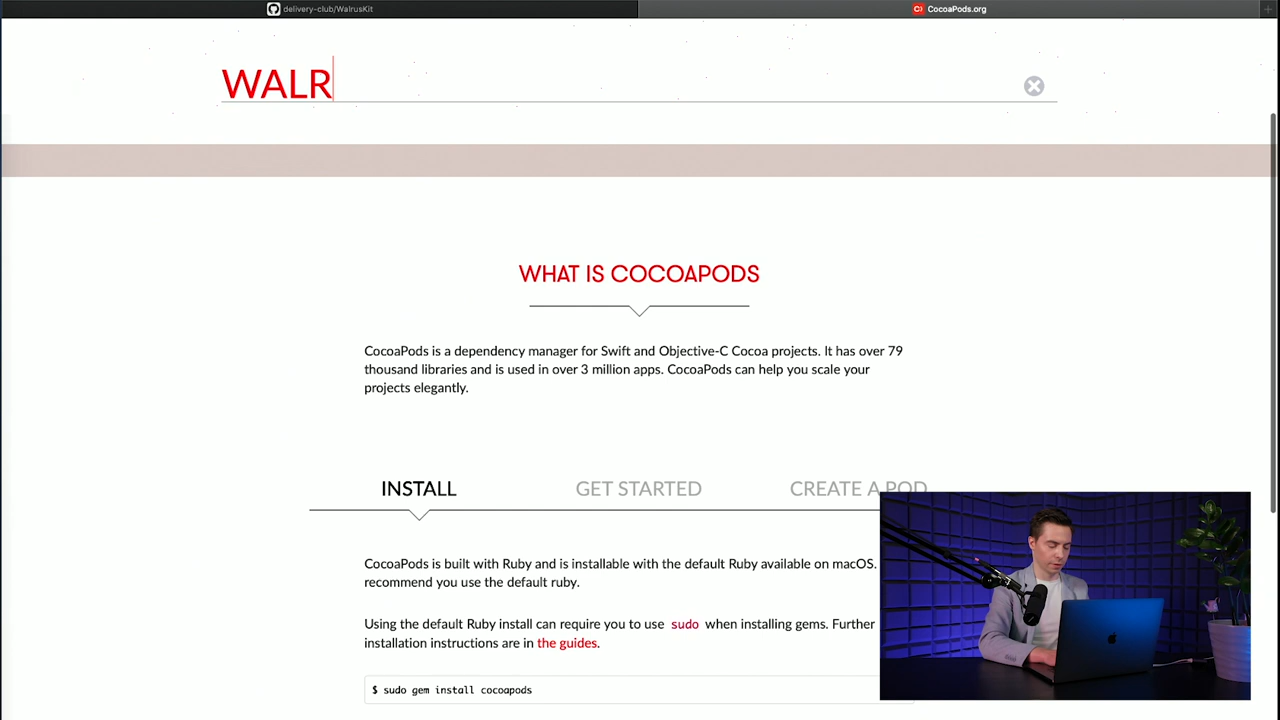 delivery-club/WalrusKit
CocoaPods.org
WALR
WHAT IS COCOAPODS
CocoaPods is a dependency manager for Swift and Objective-C Cocoa projects. It has over 79
thousand libraries and is used in over 3 million apps. CocoaPods can help you scale your
projects elegantly.
INSTALL
GET STARTED
CREATE A POD
CocoaPods is built with Ruby and is installable with the default Ruby available on macOS.
recommend you use the default ruby.
Using the default Ruby install can require you to use sudo when installing gems. Further
installation instructions are in the guides.
$ sudo gem install cocoapods